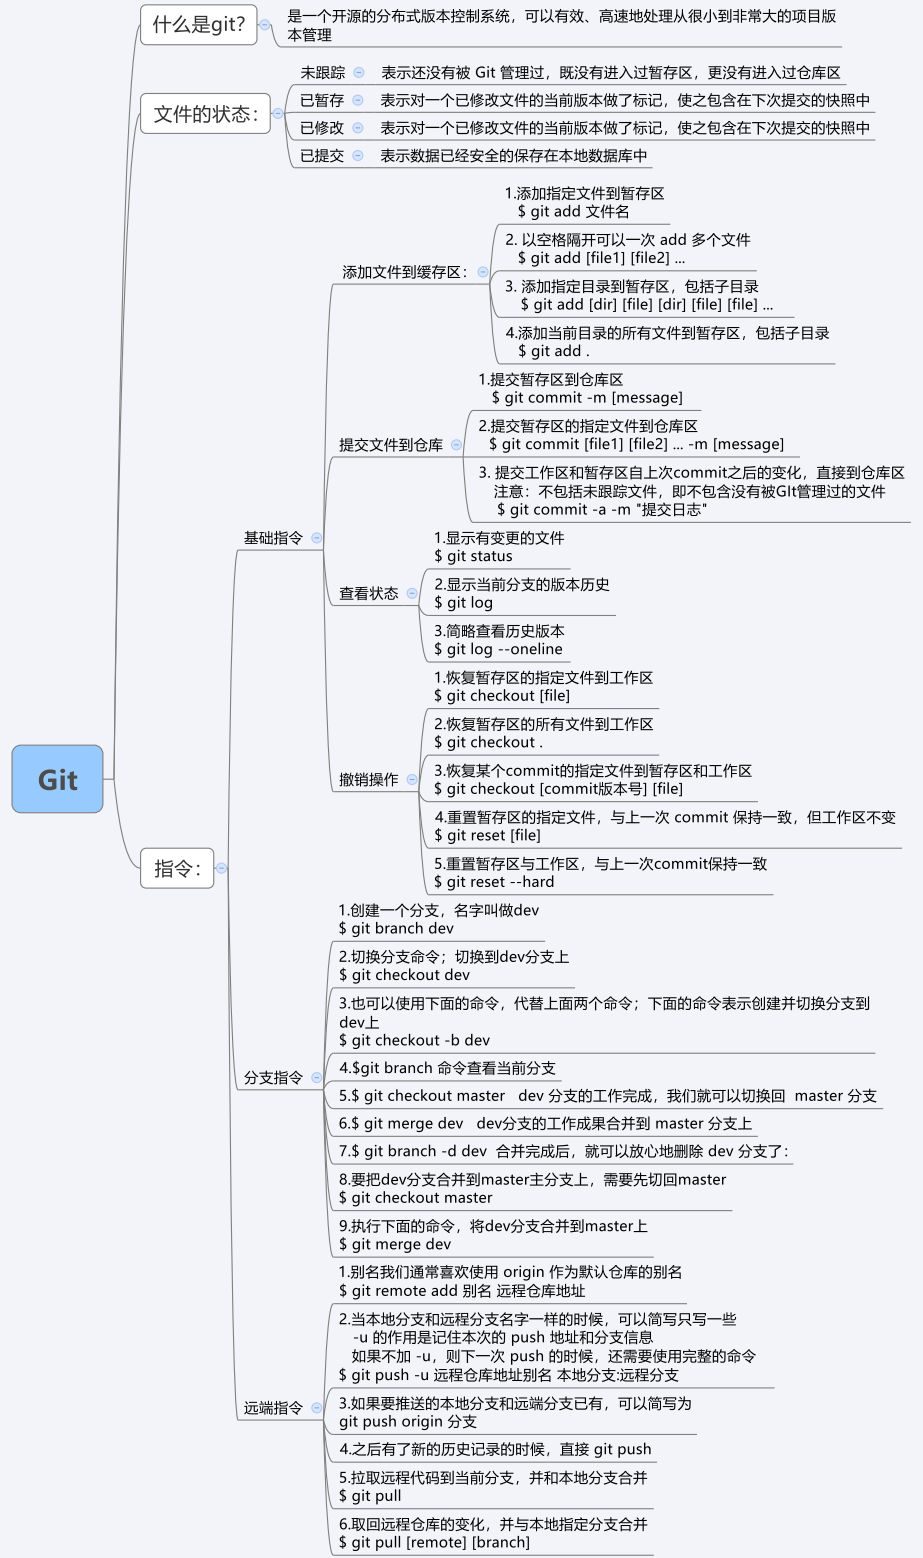 Git
什么是git?
是一个开源的分布式版本控制系统，可以有效、高速地处理从很小到非常大的项目版
本管理
文件的状态：
未跟踪
表示还没有被 Git 管理过，既没有进入过暂存区，更没有进入过仓库区
已暂存
表示对一个已修改文件的当前版本做了标记，使之包含在下次提交的快照中
已修改
表示对一个已修改文件的当前版本做了标记，使之包含在下次提交的快照中
已提交
表示数据已经安全的保存在本地数据库中
指令：
基础指令
添加文件到缓存区：
1.添加指定文件到暂存区
$ git add 文件名
2. 以空格隔开可以一次 add 多个文件
$ git add [file1] [file2] ...
3. 添加指定目录到暂存区，包括子目录
$ git add [dir] [file] [dir] [file] [file] ...
4.添加当前目录的所有文件到暂存区，包括子目录
$ git add .
提交文件到仓库
1.提交暂存区到仓库区
$ git commit -m [message]
2.提交暂存区的指定文件到仓库区
$ git commit [file1] [file2] ... -m [message]
3. 提交工作区和暂存区自上次commit之后的变化，直接到仓库区
注意：不包括未跟踪文件，即不包含没有被GIt管理过的文件
$ git commit -a -m "提交日志"
查看状态
1.显示有变更的文件
$ git status
2.显示当前分支的版本历史
$ git log
3.简略查看历史版本
$ git log --oneline
撤销操作
1.恢复暂存区的指定文件到工作区
$ git checkout [file]
2.恢复暂存区的所有文件到工作区
$ git checkout .
3.恢复某个commit的指定文件到暂存区和工作区
$ git checkout [commit版本号] [file]
4.重置暂存区的指定文件，与上一次 commit 保持一致，但工作区不变
$ git reset [file]
5.重置暂存区与工作区，与上一次commit保持一致
$ git reset --hard
分支指令
1.创建一个分支，名字叫做dev
$ git branch dev
2.切换分支命令；切换到dev分支上
$ git checkout dev
3.也可以使用下面的命令，代替上面两个命令；下面的命令表示创建并切换分支到
dev上
$ git checkout -b dev
4.$git branch 命令查看当前分支
5.$ git checkout master   dev 分支的工作完成，我们就可以切换回  master 分支
6.$ git merge dev   dev分支的工作成果合并到 master 分支上
7.$ git branch -d dev  合并完成后，就可以放心地删除 dev 分支了：
8.要把dev分支合并到master主分支上，需要先切回master
$ git checkout master
9.执行下面的命令，将dev分支合并到master上
$ git merge dev
远端指令
1.别名我们通常喜欢使用 origin 作为默认仓库的别名
$ git remote add 别名 远程仓库地址
2.当本地分支和远程分支名字一样的时候，可以简写只写一些
-u 的作用是记住本次的 push 地址和分支信息
如果不加 -u，则下一次 push 的时候，还需要使用完整的命令
$ git push -u 远程仓库地址别名 本地分支:远程分支
3.如果要推送的本地分支和远端分支已有，可以简写为
git push origin 分支
4.之后有了新的历史记录的时候，直接 git push
5.拉取远程代码到当前分支，并和本地分支合并
$ git pull
6.取回远程仓库的变化，并与本地指定分支合并
$ git pull [remote] [branch]